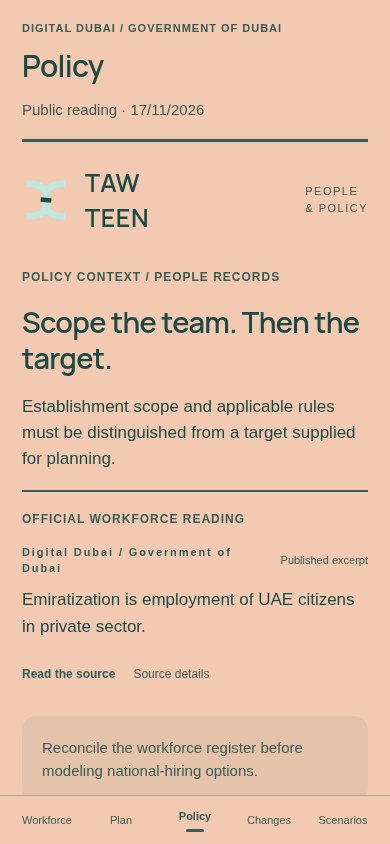 DIGITAL DUBAI / GOVERNMENT OF DUBAI
Policy
Public reading · 17/11/2026
TAW
TEEN
PEOPLE
& POLICY
POLICY CONTEXT / PEOPLE RECORDS
Scope the team. Then the
target.
Establishment scope and applicable rules
must be distinguished from a target supplied
for planning.
OFFICIAL WORKFORCE READING
Digital Dubai / Government of
Dubai
Published excerpt
Emiratization is employment of UAE citizens
in private sector.
Read the source Source details
Reconcile the workforce register before
modeling national-hiring options.
Workforce Plan Policy Changes Scenarios